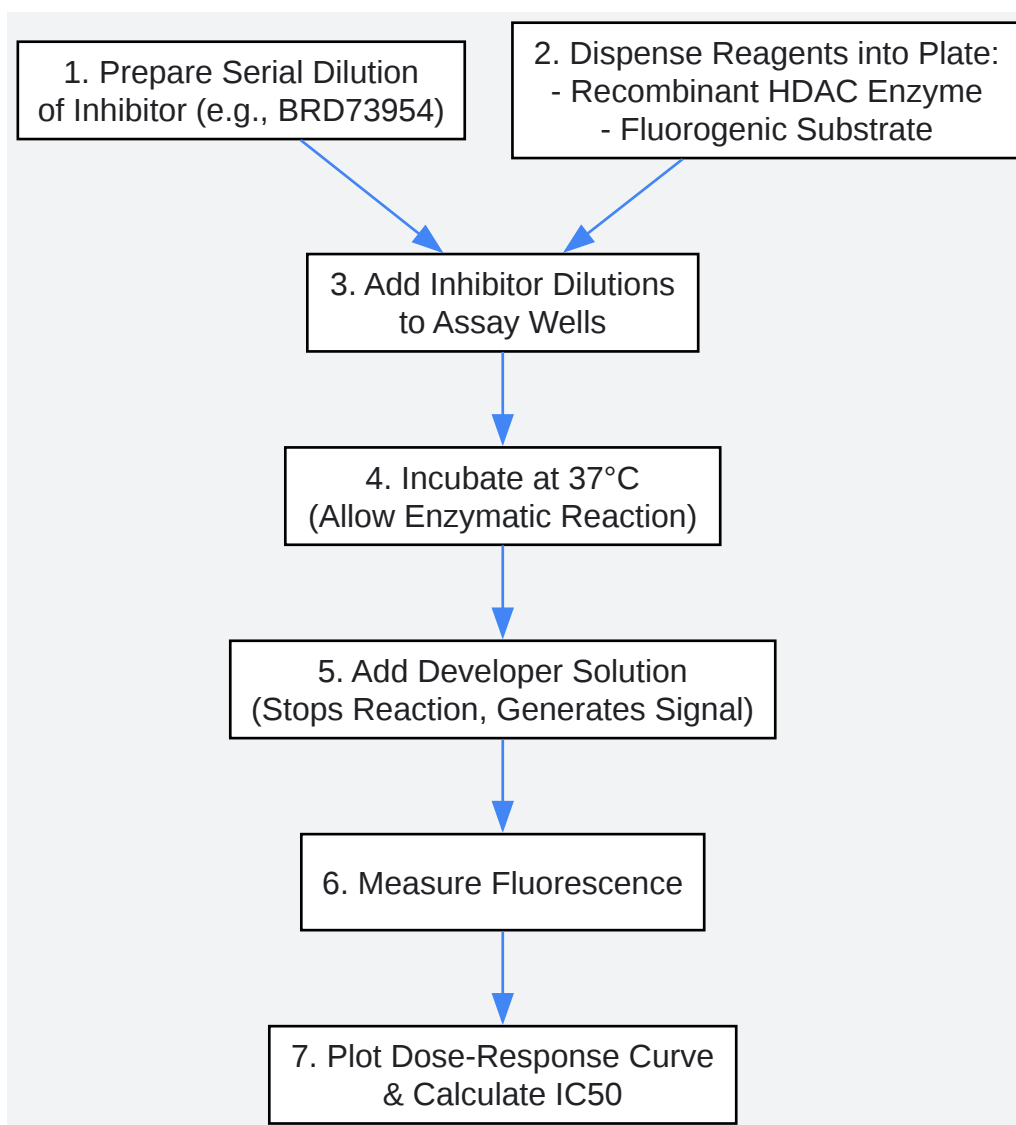 1. Prepare Serial Dilution
of Inhibitor (e.g., BRD73954)
2. Dispense Reagents into Plate:
- Recombinant HDAC Enzyme
- Fluorogenic Substrate
3. Add Inhibitor Dilutions
to Assay Wells
4. Incubate at 37°C
(Allow Enzymatic Reaction)
5. Add Developer Solution
(Stops Reaction, Generates Signal)
6. Measure Fluorescence
7. Plot Dose-Response Curve
& Calculate IC50